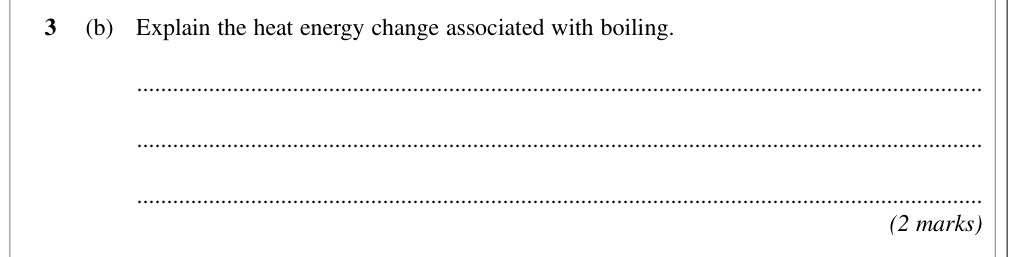 3 (b) Explain the heat energy change associated with boiling.
(2 marks)